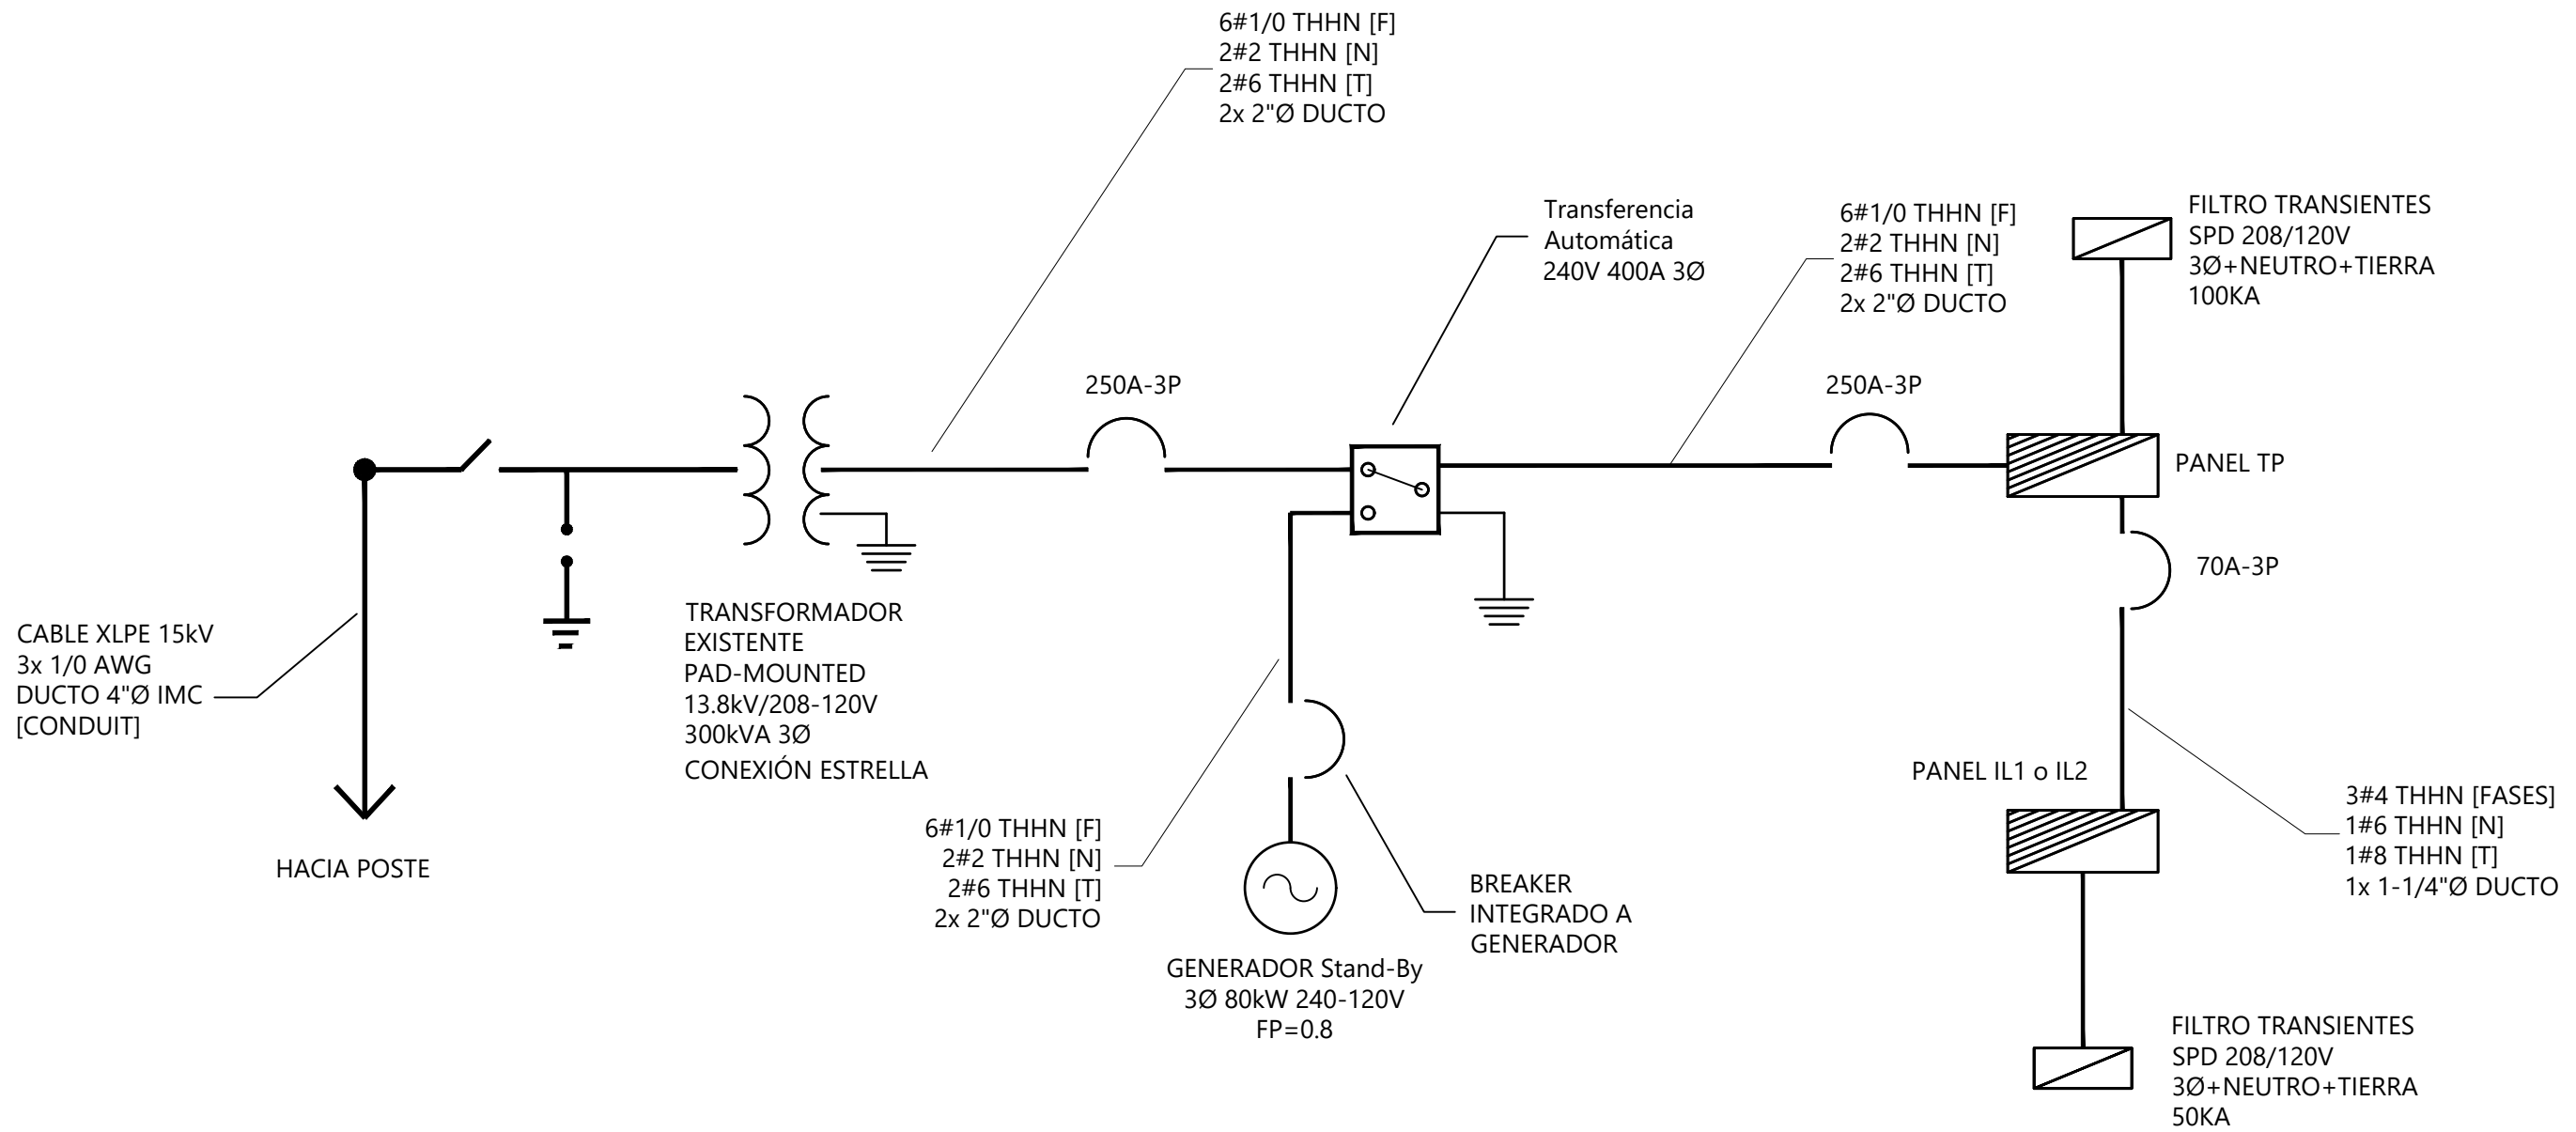 6#1/0 THHN [F]
2#2 THHN [N]
2#6 THHN [T]
2x 2"Ø DUCTO
Transferencia
Automática
240V 400A 3Ø
6#1/0 THHN [F]
2#2 THHN [N]
2#6 THHN [T]
2x 2"Ø DUCTO
FILTRO TRANSIENTES
SPD 208/120V
3Ø+NEUTRO+TIERRA
100KA
250A-3P
250A-3P
PANEL TP
70A-3P
CABLE XLPE 15kV
3x 1/0 AWG
DUCTO 4"Ø IMC
[CONDUIT]
TRANSFORMADOR
EXISTENTE
PAD-MOUNTED
13.8kV/208-120V
300kVA 3Ø
CONEXIÓN ESTRELLA
HACIA POSTE
6#1/0 THHN [F]
2#2 THHN [N]
2#6 THHN [T]
2x 2"Ø DUCTO
BREAKER
INTEGRADO A
GENERADOR
GENERADOR Stand-By
3Ø 80kW 240-120V
FP=0.8
PANEL IL1 o IL2
3#4 THHN [FASES]
1#6 THHN [N]
1#8 THHN [T]
1x 1-1/4"Ø DUCTO
FILTRO TRANSIENTES
SPD 208/120V
3Ø+NEUTRO+TIERRA
50KA